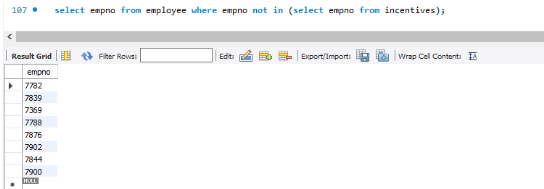 107 select empno from employee where empno not in (select empno from incentives);
Result Grid Filter Rows: Edit: Export/Import: Wrap Cell Content:
empno
7782
7839
7369
7788
7876
7902
7844
7900
NULL